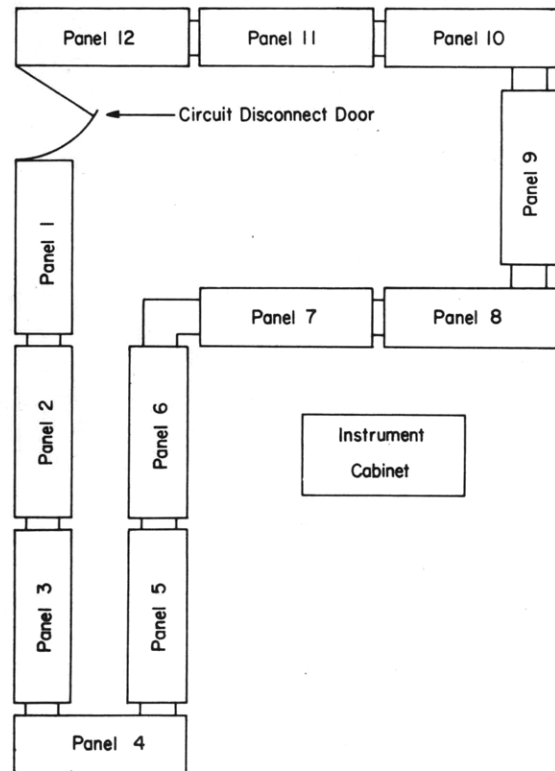 Panel 12
Panel 11
Panel 10
Circuit Disconnect Door
Panel 9
Panel 1
Panel 7
Panel 8
Panel 2
Panel 6
Instrument
Cabinet
Panel 3
Panel 5
Panel 4